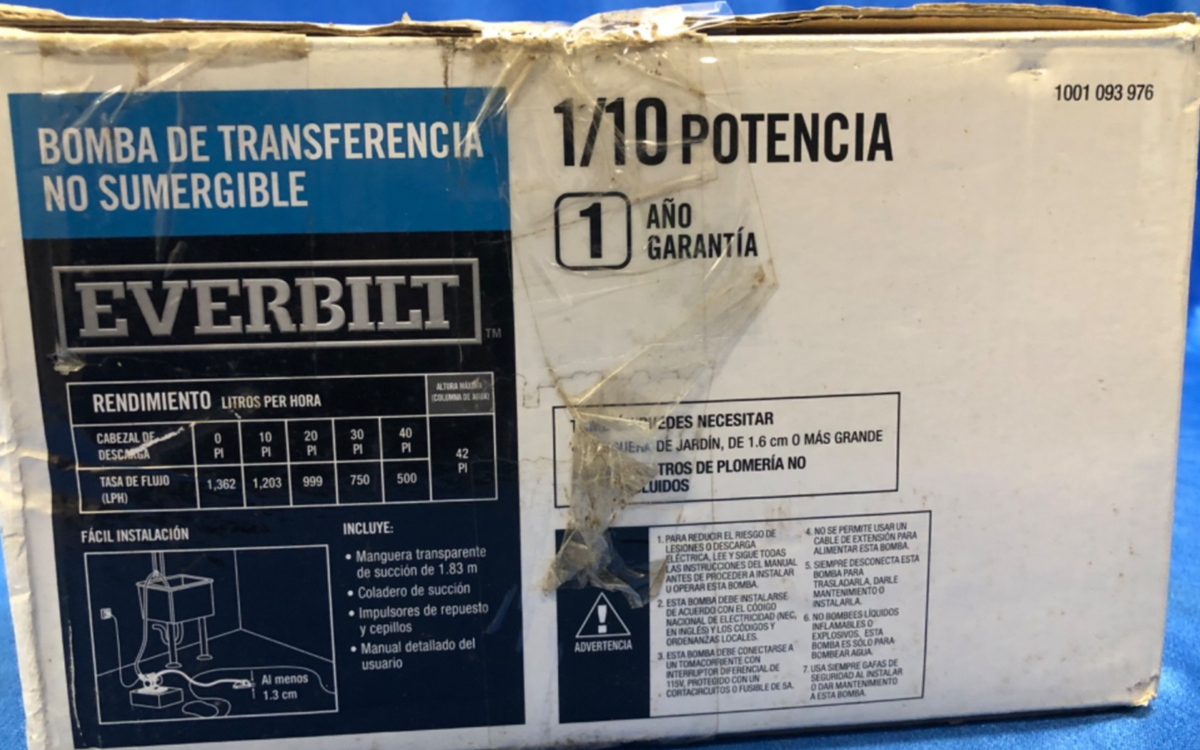 1001 093 976
BOMBA DE TRANSFERENCIA
NO SUMERGIBLE
EVERBILT
TM
RENDIMIENTO LITROS PER HORA
ALTURA MÁXIMA
(COLUMNA DE AGUA)
CABEZAL DE
DESCARGA
0 PI
10 PI
20 PI
30 PI
40 PI
42 PI
TASA DE FLUJO
(LPH)
1,362
1,203
999
750
500
FÁCIL INSTALACIÓN
Al menos
1.3 cm
INCLUYE:
• Manguera transparente
de succión de 1.83 m
• Coladero de succión
• Impulsores de repuesto
y cepillos
• Manual detallado del
usuario
1/10 POTENCIA
1 AÑO
GARANTÍA
NECESITAR
DE JARDÍN, DE 1.6 cm O MÁS GRANDE
DE PLOMERÍA NO
ADVERTENCIA
1. PARA REDUCIR EL RIESGO DE
LESIONES O DESCARGA
ELÉCTRICA, LEE Y SIGUE TODAS
LAS INSTRUCCIONES DEL MANUAL
ANTES DE PROCEDER A INSTALAR
U OPERAR ESTA BOMBA.
2. ESTA BOMBA DEBE INSTALARSE
DE ACUERDO CON EL CÓDIGO
NACIONAL DE ELECTRICIDAD (NEC,
EN INGLÉS) Y LOS CÓDIGOS Y
ORDENANZAS LOCALES.
3. ESTA BOMBA DEBE CONECTARSE A
UN TOMACORRIENTE CON
INTERRUPTOR DIFERENCIAL DE
115V, PROTEGIDO CON UN
CORTACIRCUITOS O FUSIBLE DE 5A.
4. NO SE PERMITE USAR UN
CABLE DE EXTENSIÓN PARA
ALIMENTAR ESTA BOMBA.
5. SIEMPRE DESCONECTA ESTA
BOMBA PARA
TRASLADARLA, DARLE
MANTENIMIENTO O
INSTALARLA.
6. NO BOMBEES LÍQUIDOS
INFLAMABLES O
EXPLOSIVOS. ESTA
BOMBA ES SÓLO PARA
BOMBEAR AGUA.
7. USA SIEMPRE GAFAS DE
SEGURIDAD AL INSTALAR
O DAR MANTENIMIENTO
A ESTA BOMBA.